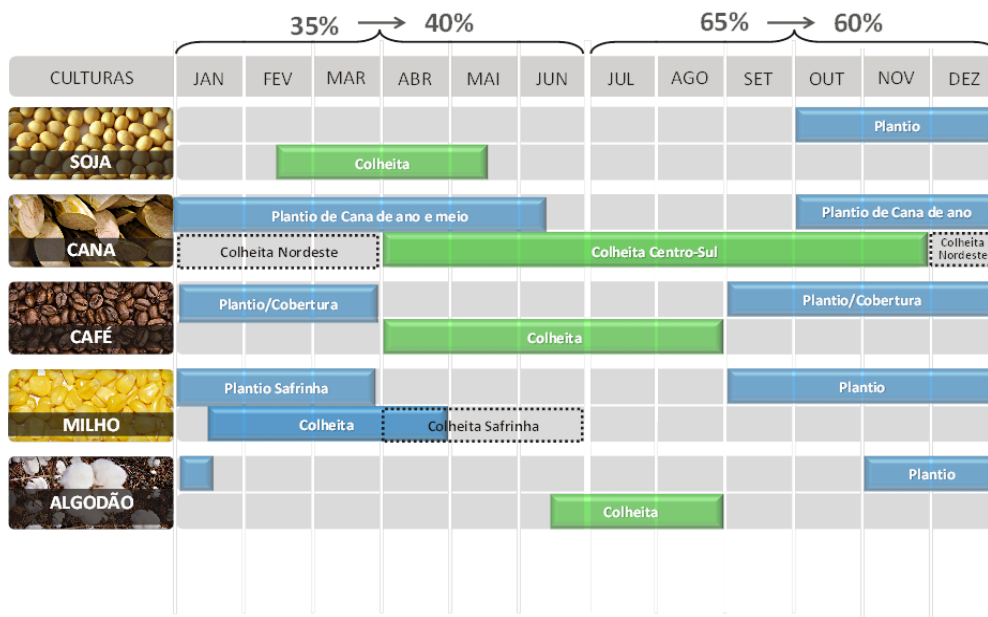 35% → 40% 65% → 60%
CULTURAS JAN FEV MAR ABR MAI JUN JUL AGO SET OUT NOV DEZ
Plantio
SOJA
Colheita
Plantio de Cana de ano e meio Plantio de Cana de ano
CANA
Colheita Nordeste Colheita Centro-Sul Colheita
Nordeste
Plantio/Cobertura Plantio/Cobertura
CAFÉ
Colheita
Plantio Safrinha Plantio
MILHO
Colheita Colheita Safrinha
Plantio
ALGODÃO
Colheita